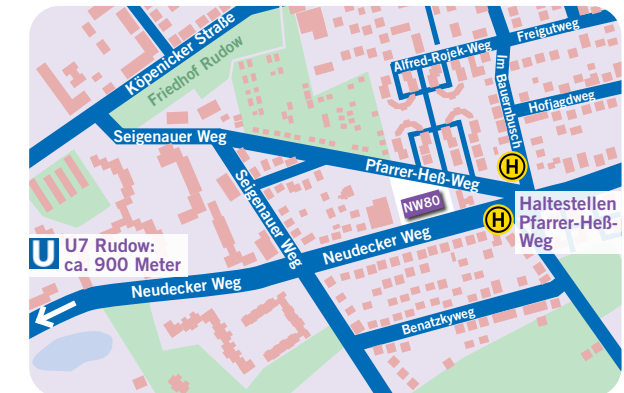 Köpenicker Straße
Friedhof Rudow
Alfred-Rojek-Weg
Freigutweg
Im Bauernbusch
Hofjagdweg
Seigenauer Weg
Pfarrer-Heß-Weg
H
Seigenauer Weg
NW80
H
Haltestellen
Pfarrer-Heß-
Weg
U
U7 Rudow:
ca. 900 Meter
Neudecker Weg
Neudecker Weg
Benatzkyweg